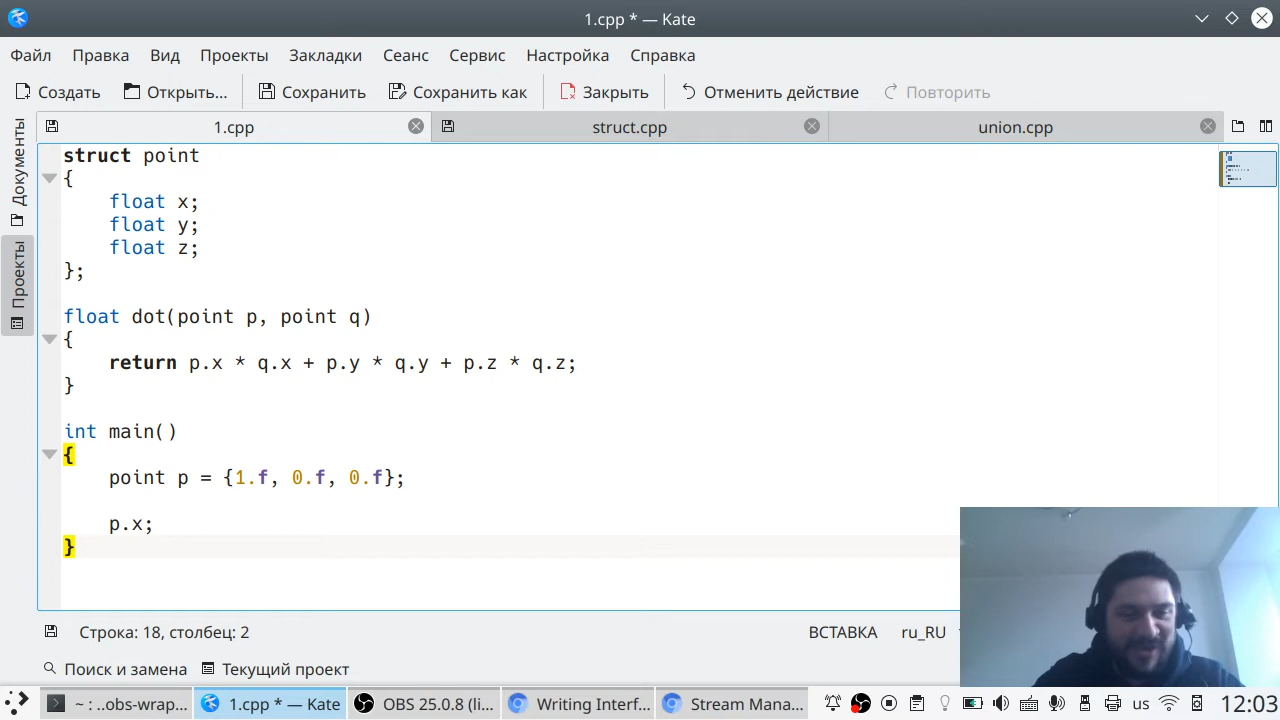 1.cpp * — Kate
Файл Правка Вид Проекты Закладки Сеанс Сервис Настройка Справка
Создать Открыть... Сохранить Сохранить как Закрыть Отменить действие Повторить
1.cpp struct.cpp union.cpp
Документы
Проекты
struct point
{
    float x;
    float y;
    float z;
};
float dot(point p, point q)
{
    return p.x * q.x + p.y * q.y + p.z * q.z;
}
int main()
{
    point p = {1.f, 0.f, 0.f};
    p.x;
}
Строка: 18, столбец: 2 ВСТАВКА ru_RU
Поиск и замена Текущий проект
~ : ..obs-wrap... 1.cpp * — Kate OBS 25.0.8 (li... Writing Interf... Stream Mana... us 12:03